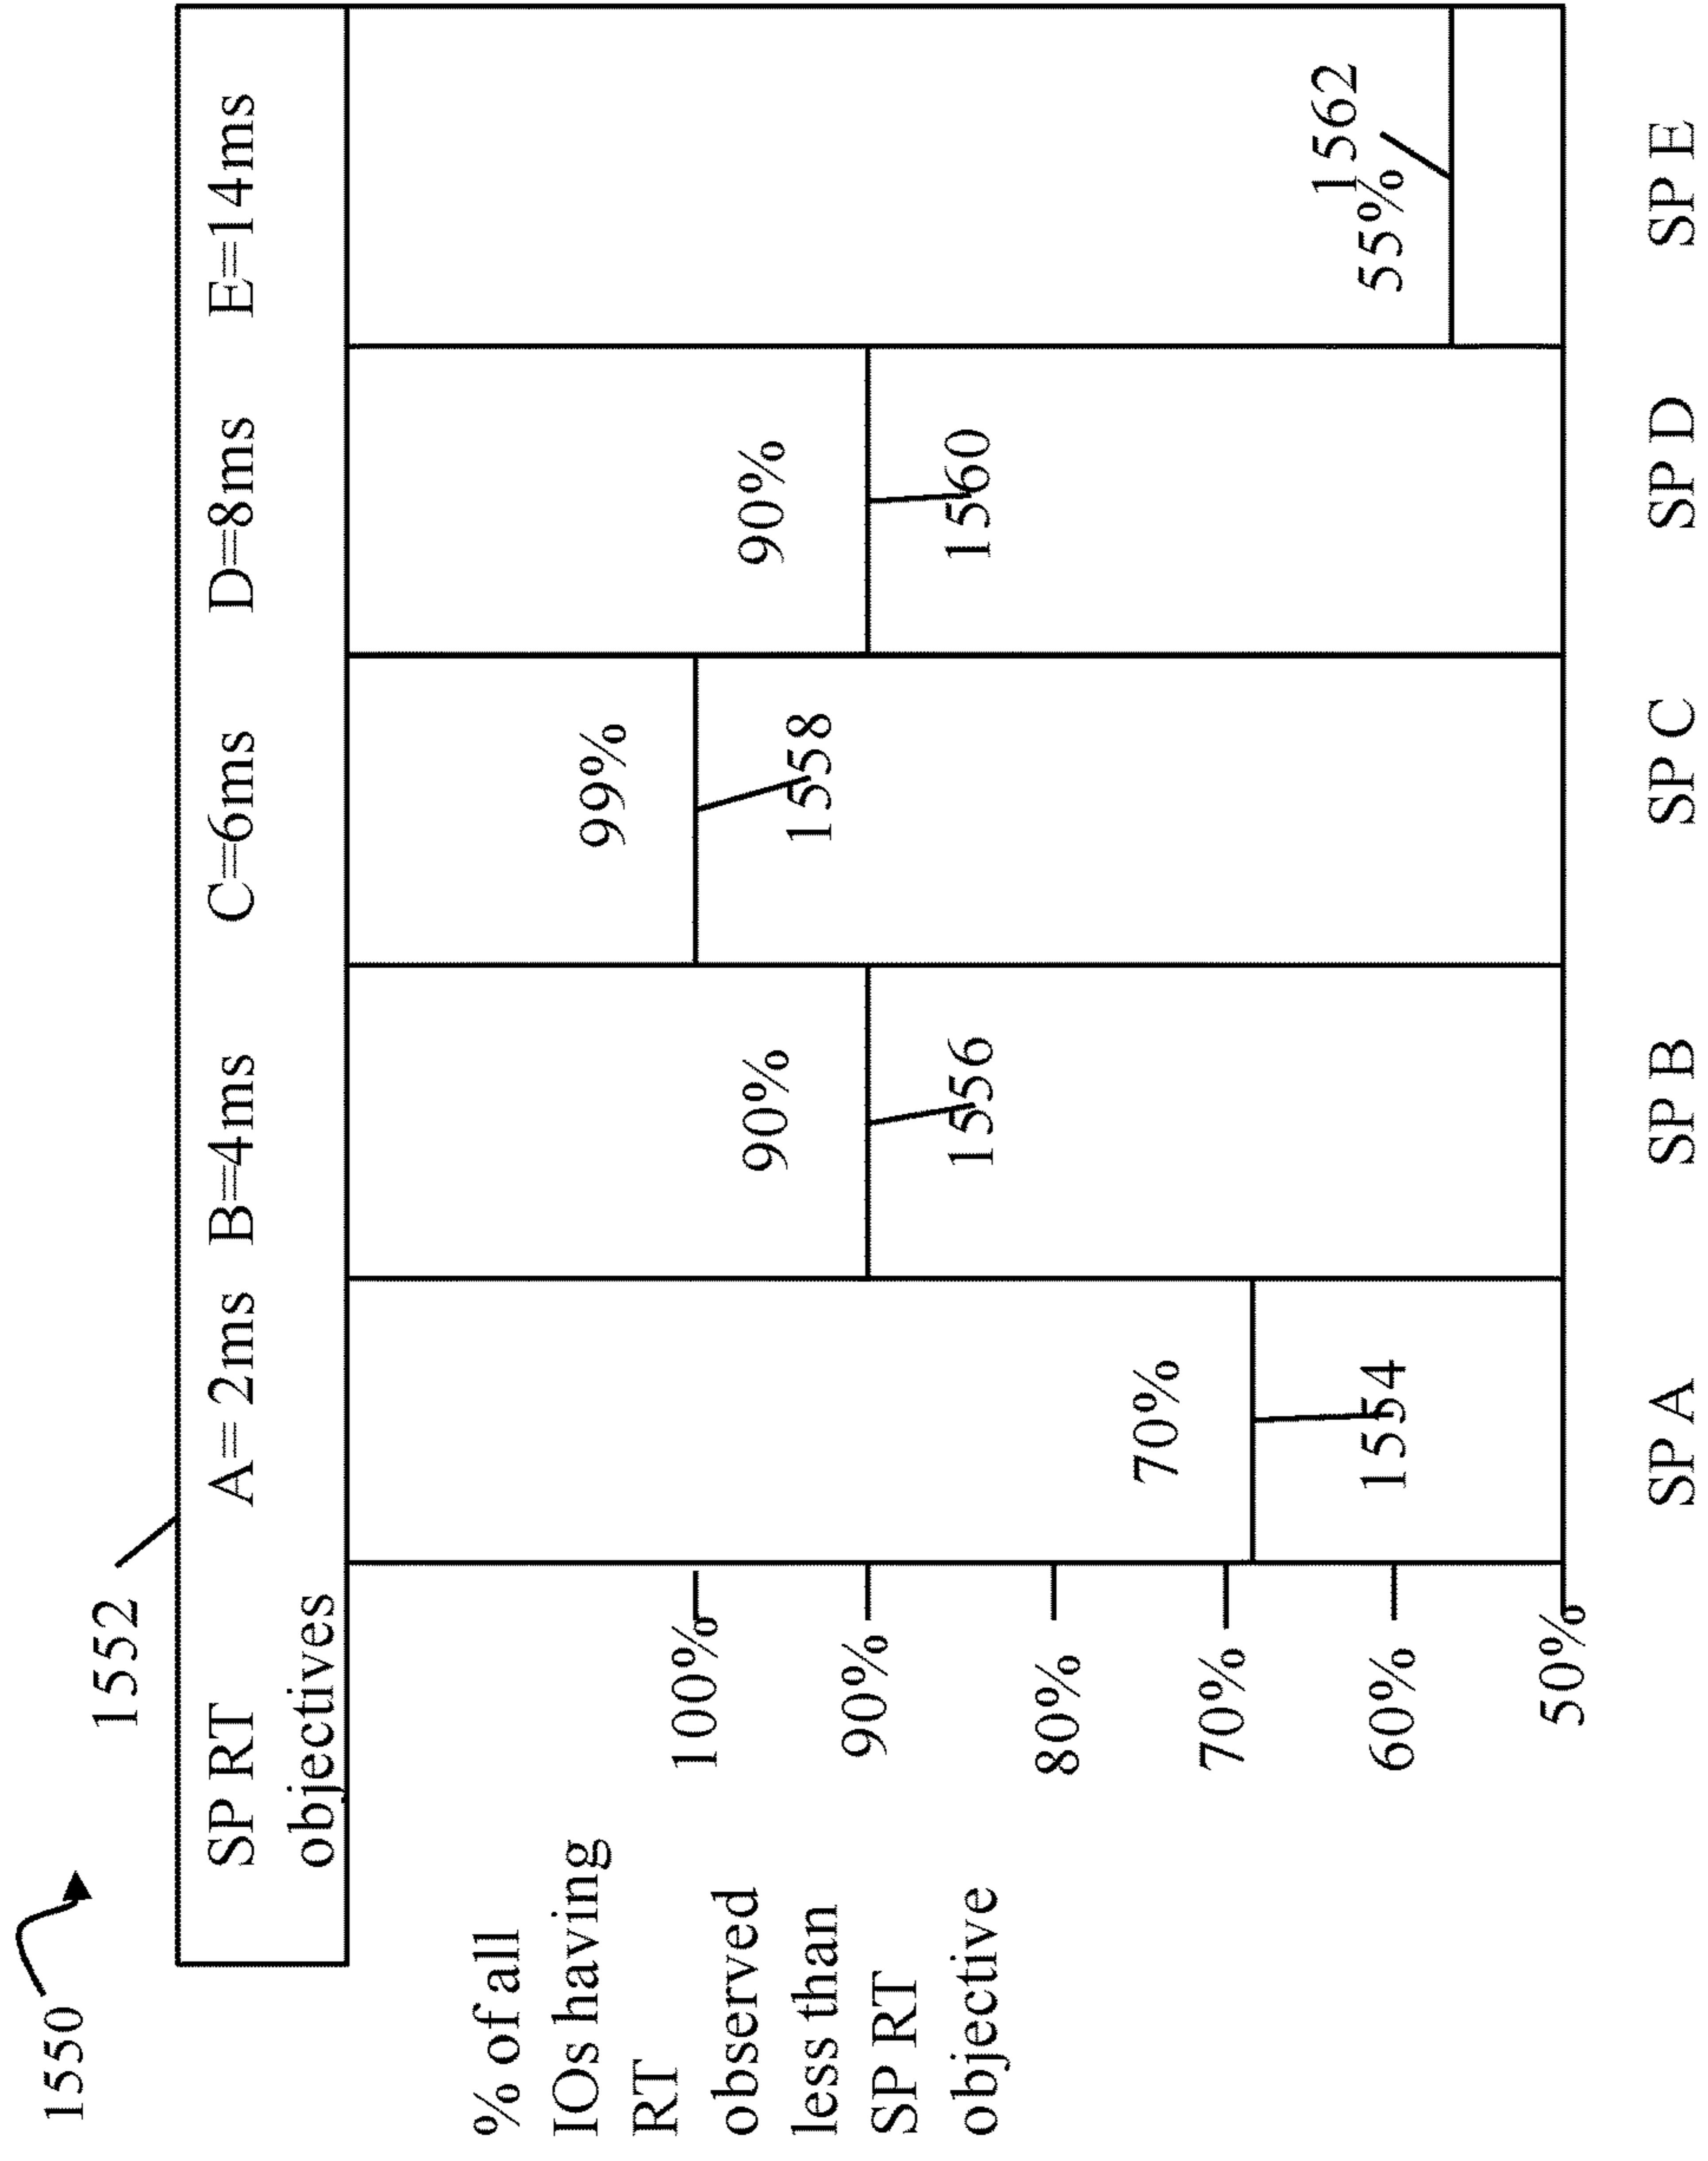 1550
1552
SP RT
objectives
A= 2ms B=4ms C=6ms D=8ms E=14ms
% of all
IOs having
RT
observed
less than
SP RT
objective
100%
90%
80%
70%
60%
50%
70%
1554
90%
1556
99%
1558
90%
1560
1562
55%
SP A SP B SP C SP D SP E